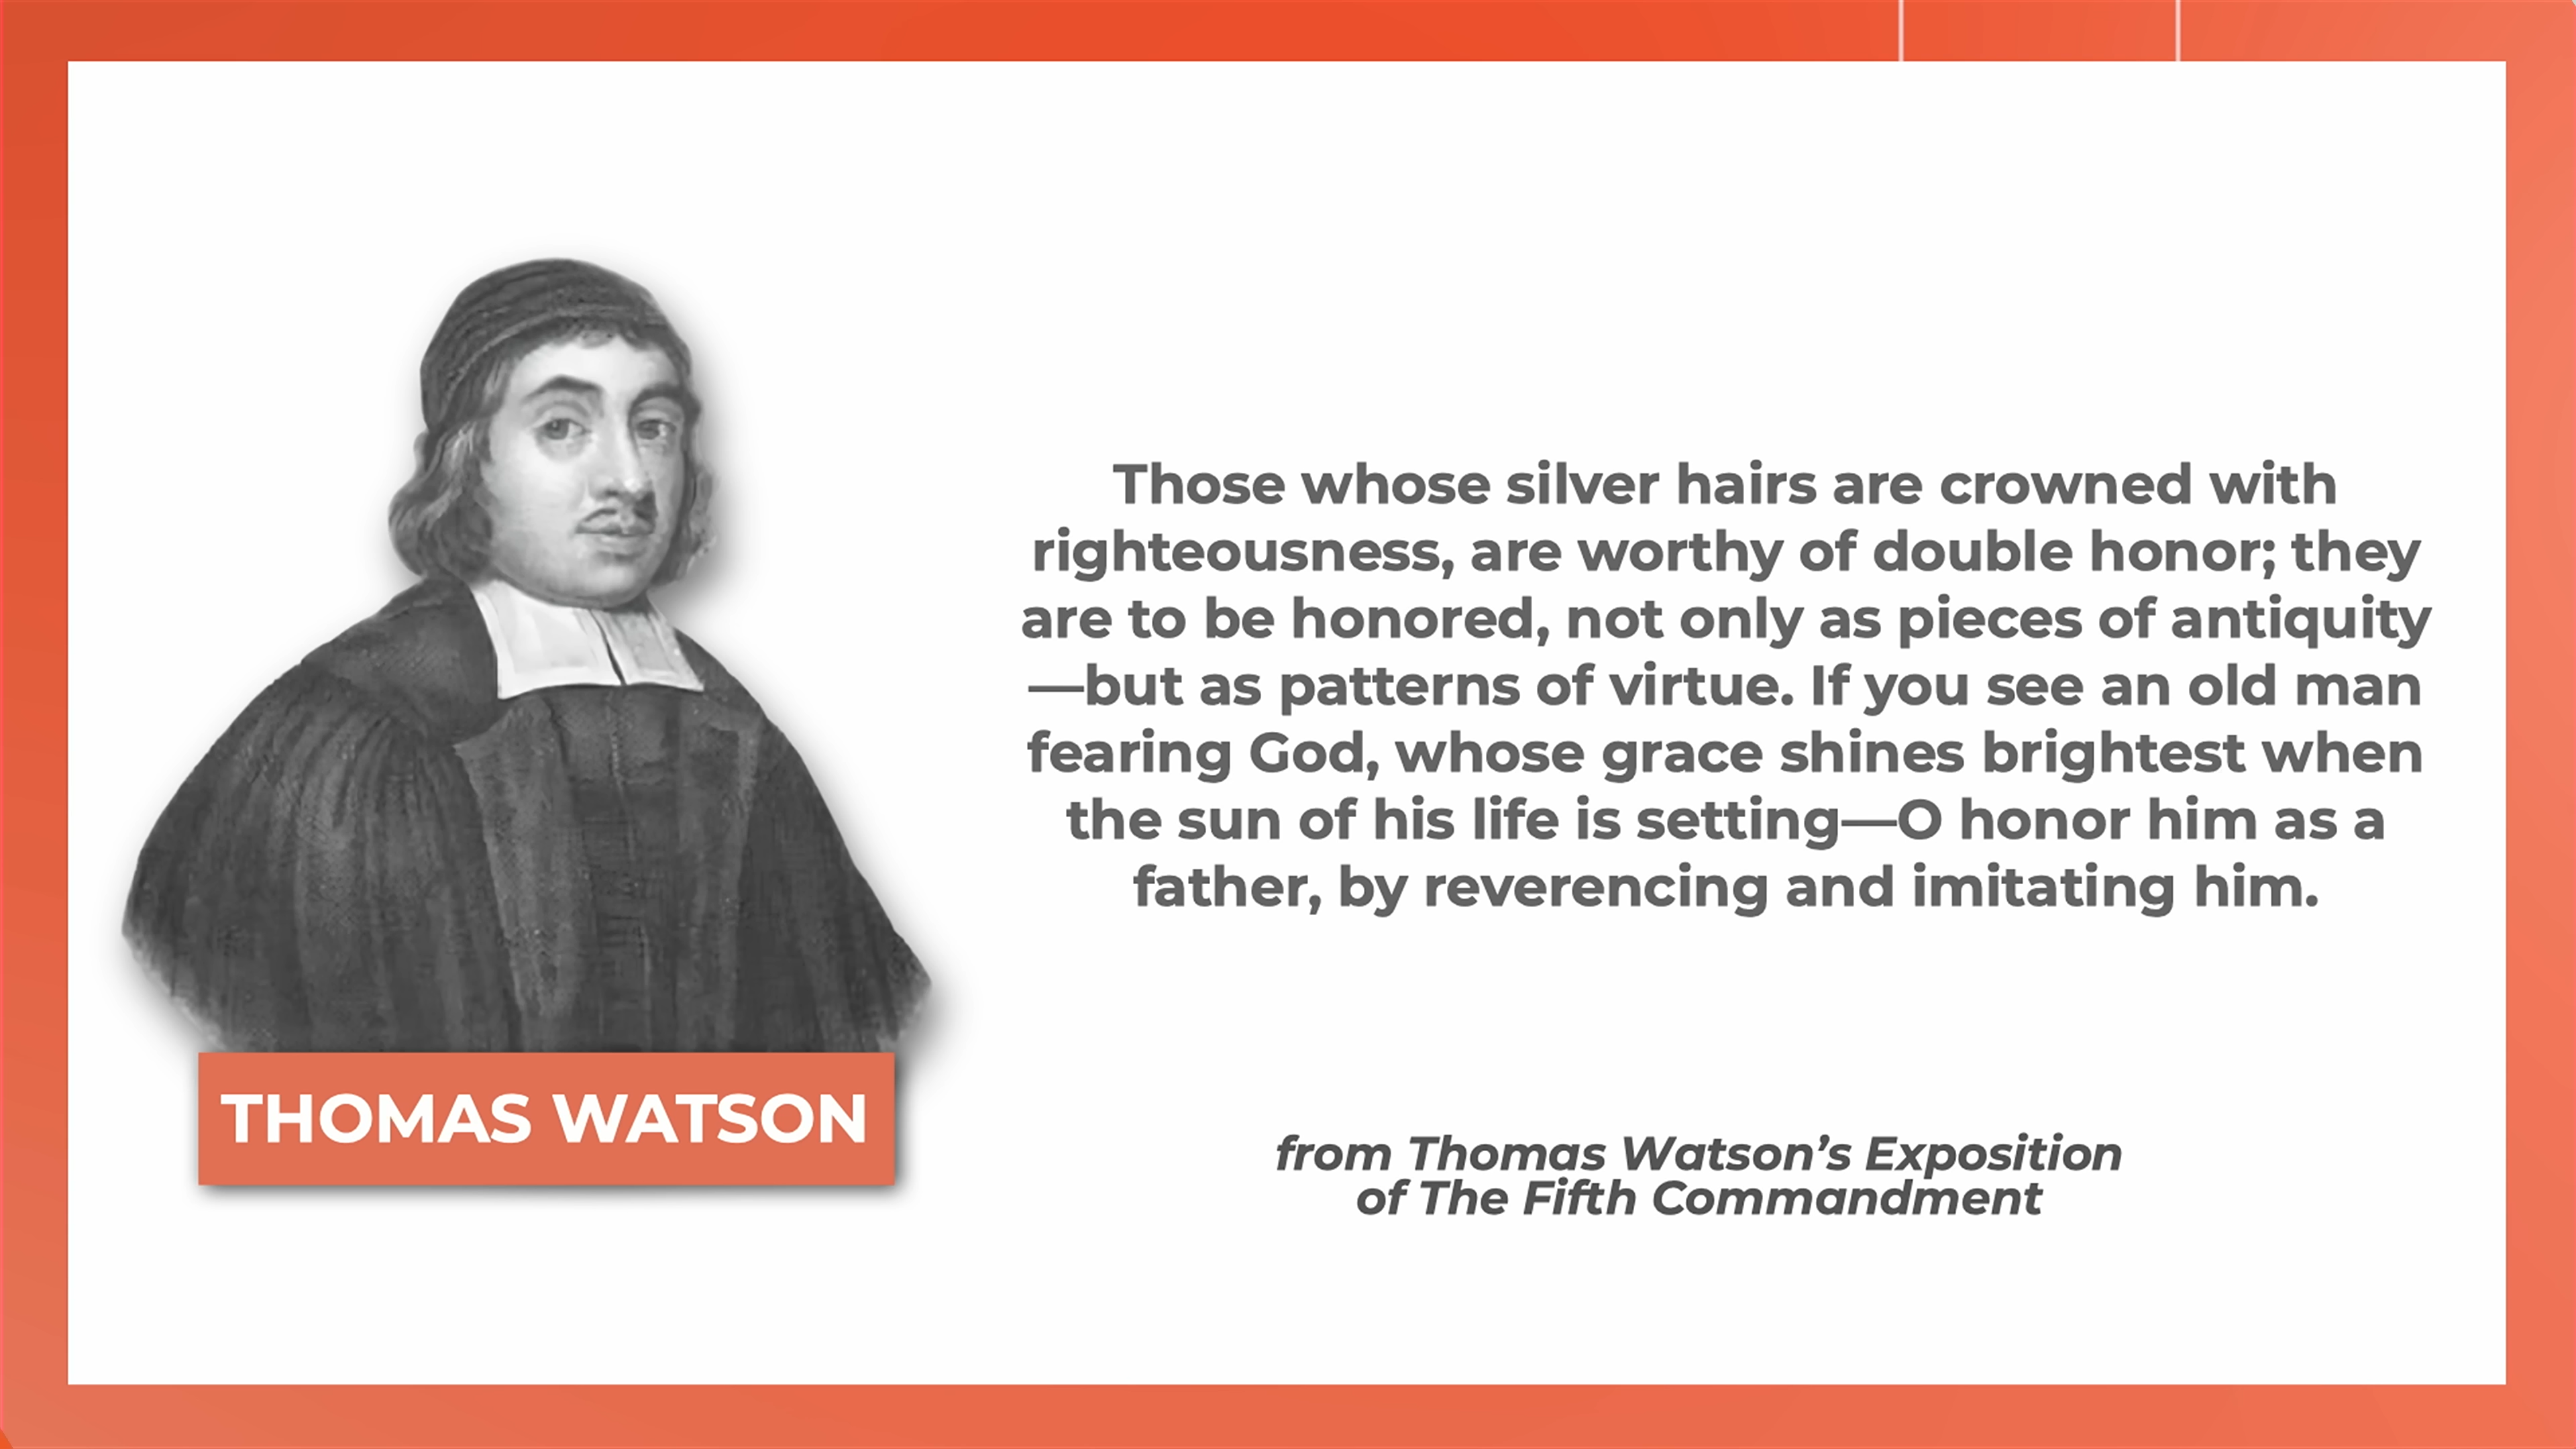 Those whose silver hairs are crowned with
righteousness, are worthy of double honor; they
are to be honored, not only as pieces of antiquity
—but as patterns of virtue. If you see an old man
fearing God, whose grace shines brightest when
the sun of his life is setting—O honor him as a
father, by reverencing and imitating him.
THOMAS WATSON
from Thomas Watson’s Exposition
of The Fifth Commandment